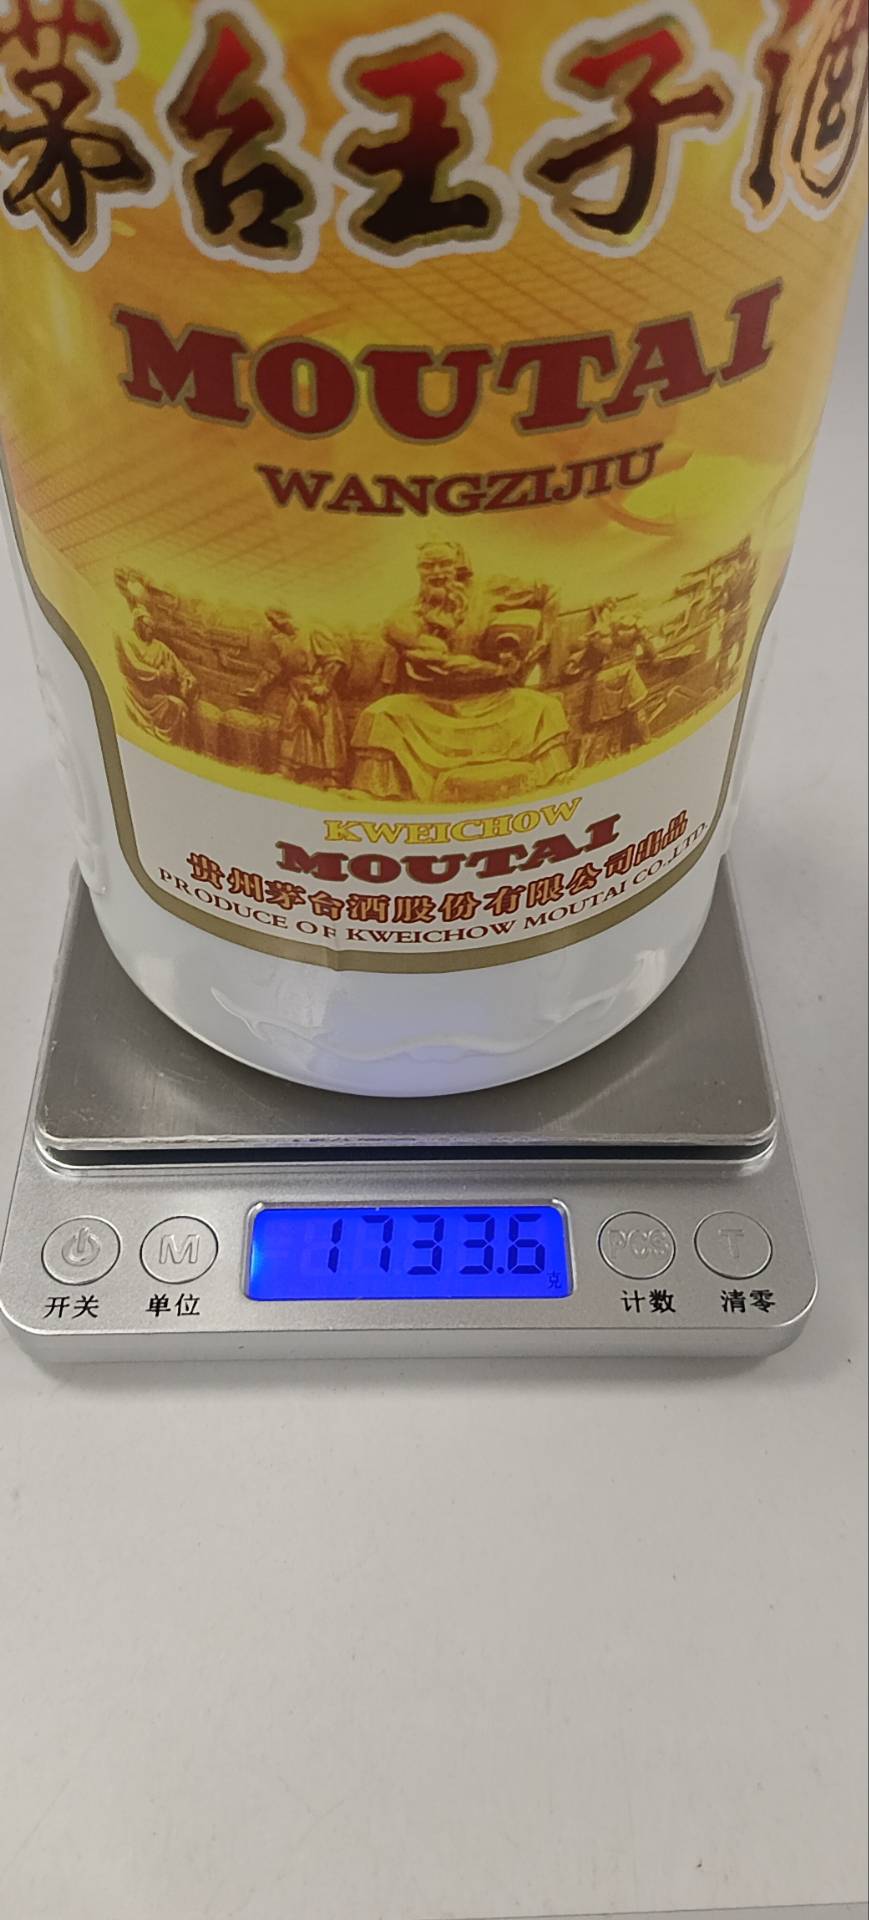 茅台王子酒
MOUTAI
WANGZIJIU
KWEICHOW
MOUTAI
贵州茅台酒股份有限公司出品
PRODUCE OF KWEICHOW MOUTAI CO.,LTD.
1733.6
克
M PCS T
开关 单位 计数 清零